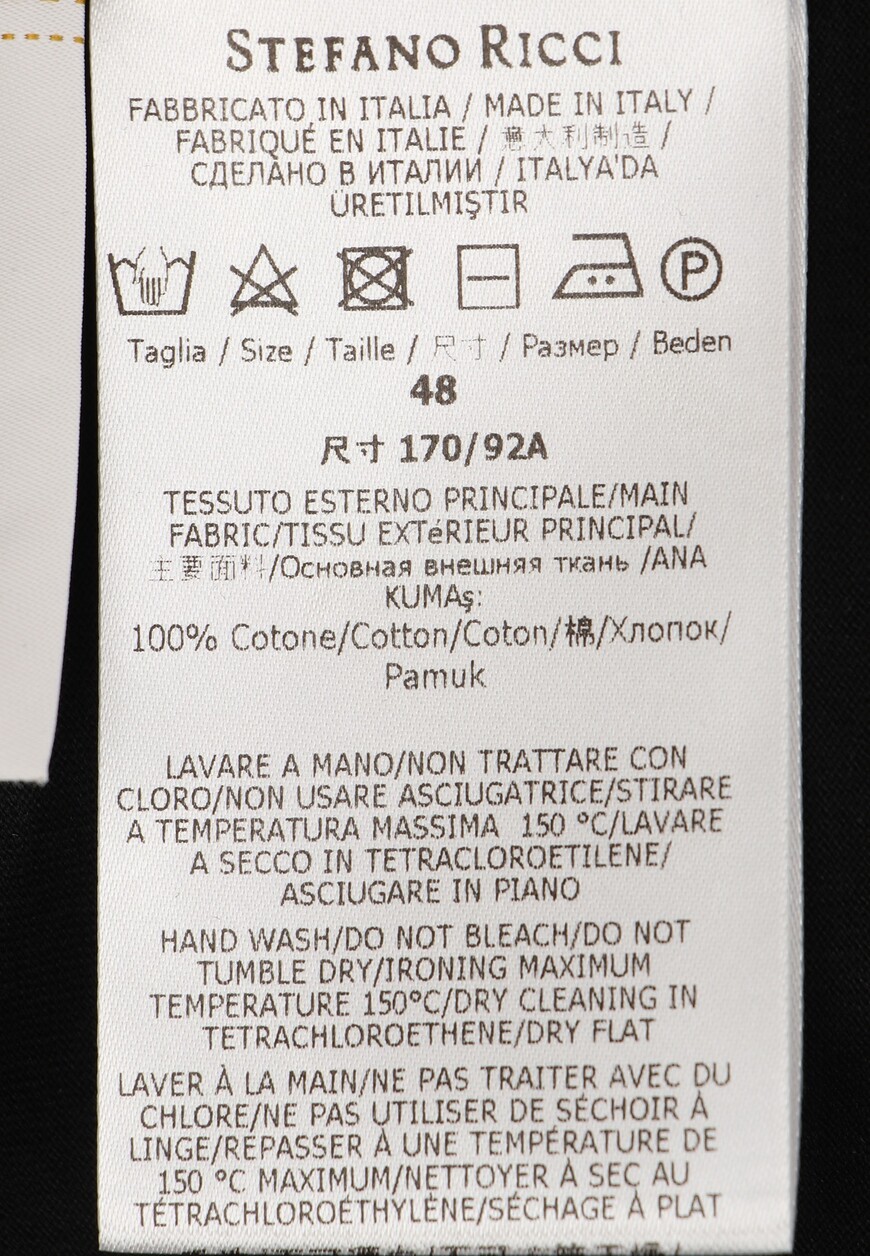 STEFANO RICCI
FABBRICATO IN ITALIA / MADE IN ITALY /
FABRIQUÉ EN ITALIE / 意大利制造 /
СДЕЛАНО В ИТАЛИИ / ITALYA'DA
ÜRETILMIŞTIR
Taglia / Size / Taille / 尺寸 / Размер / Beden
48
尺寸 170/92A
TESSUTO ESTERNO PRINCIPALE/MAIN
FABRIC/TISSU EXTéRIEUR PRINCIPAL/
主要面料/Основная внешняя ткань /ANA
KUMAş:
100% Cotone/Cotton/Coton/棉/Хлопок/
Pamuk
LAVARE A MANO/NON TRATTARE CON
CLORO/NON USARE ASCIUGATRICE/STIRARE
A TEMPERATURA MASSIMA 150 °C/LAVARE
A SECCO IN TETRACLOROETILENE/
ASCIUGARE IN PIANO
HAND WASH/DO NOT BLEACH/DO NOT
TUMBLE DRY/IRONING MAXIMUM
TEMPERATURE 150°C/DRY CLEANING IN
TETRACHLOROETHENE/DRY FLAT
LAVER À LA MAIN/NE PAS TRAITER AVEC DU
CHLORE/NE PAS UTILISER DE SÉCHOIR À
LINGE/REPASSER À UNE TEMPÉRATURE DE
150 °C MAXIMUM/NETTOYER À SEC AU
TÉTRACHLOROÉTHYLÈNE/SÉCHAGE À PLAT